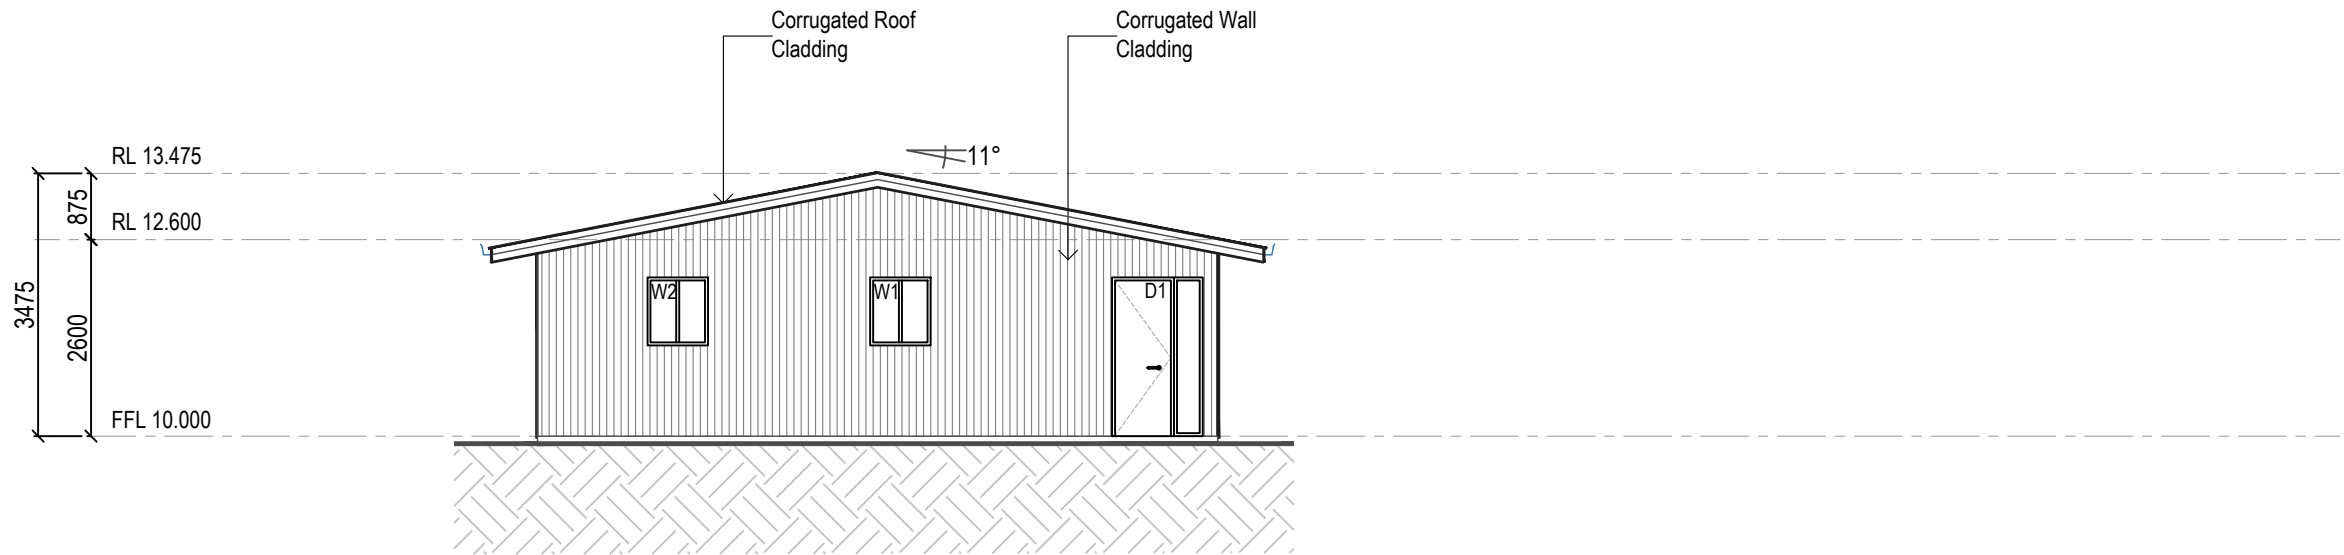 Corrugated Roof
Cladding
Corrugated Wall
Cladding
RL 13.475
11°
875
RL 12.600
3475
2600
W2
W1
D1
FFL 10.000